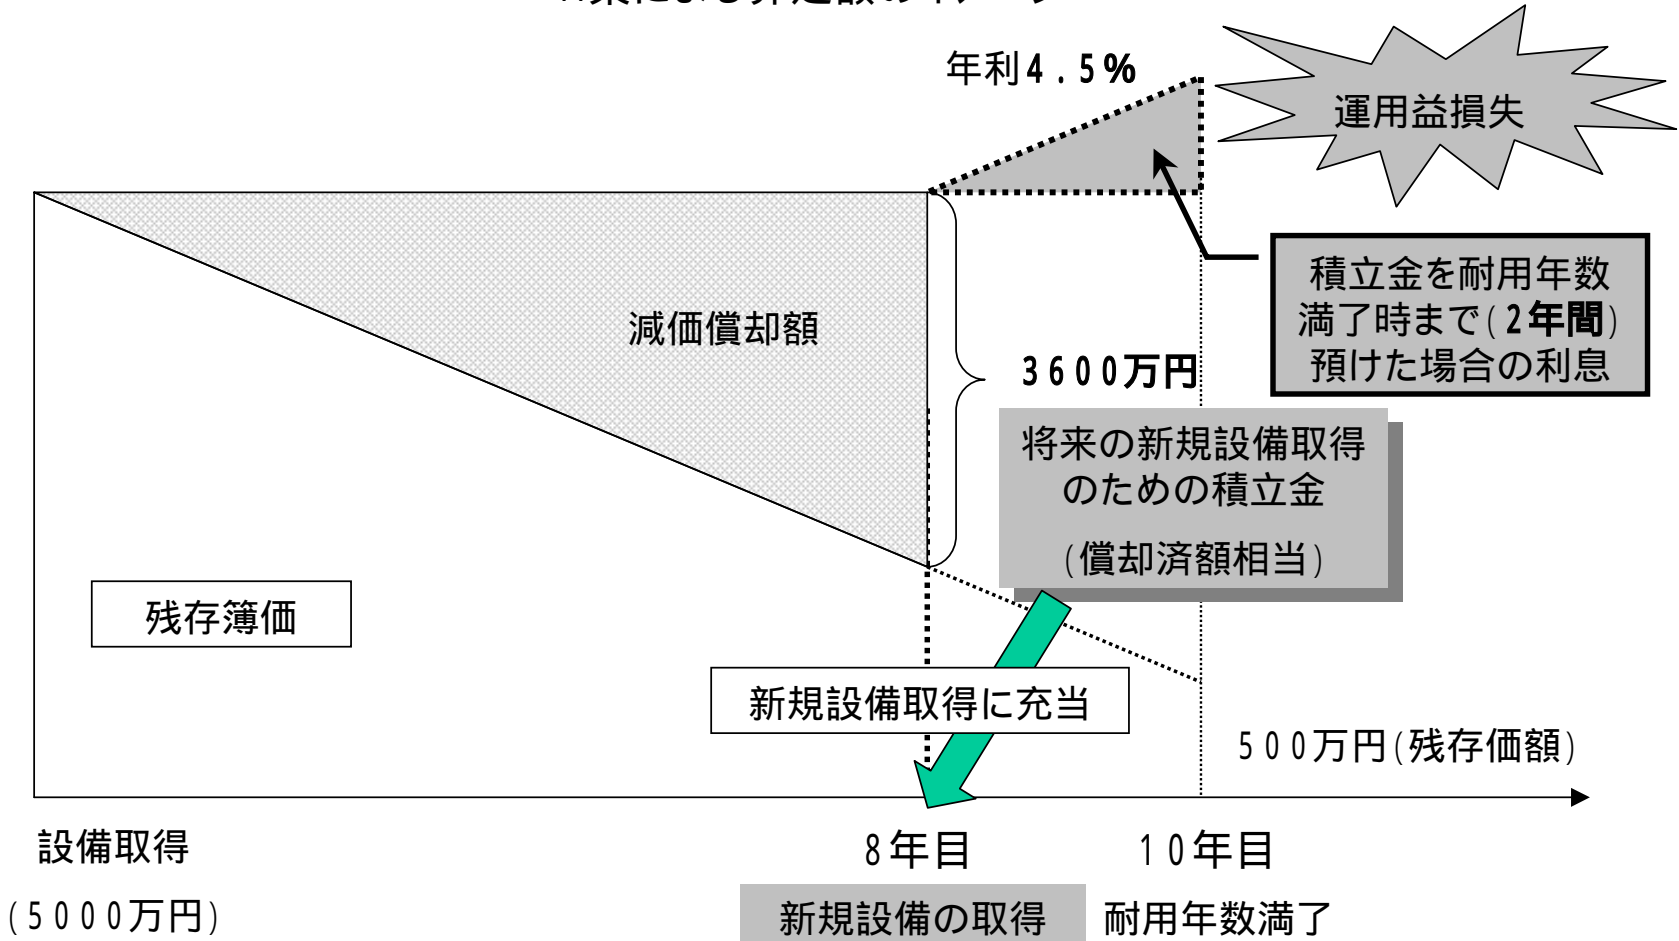 年利4.5%
運用益損失
積立金を耐用年数
満了時まで(2年間)
預けた場合の利息
減価償却額
3600万円
将来の新規設備取得
のための積立金
(償却済額相当)
残存簿価
新規設備取得に充当
500万円(残存価額)
設備取得
(5000万円)
8年目
新規設備の取得
10年目
耐用年数満了